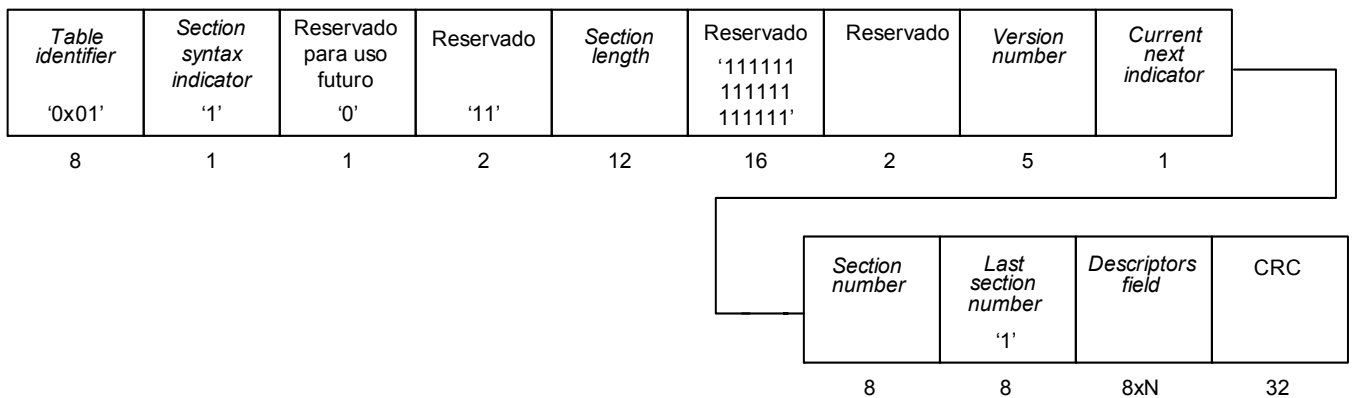 Table identifier
‘0x01’
Section syntax indicator
‘1’
Reservado para uso futuro
‘0’
Reservado
‘11’
Section length
Reservado
‘111111
111111
111111’
Reservado
Version number
Current next indicator
8
1
1
2
12
16
2
5
1
Section number
Last section number
‘1’
Descriptors field
CRC
8
8
8xN
32